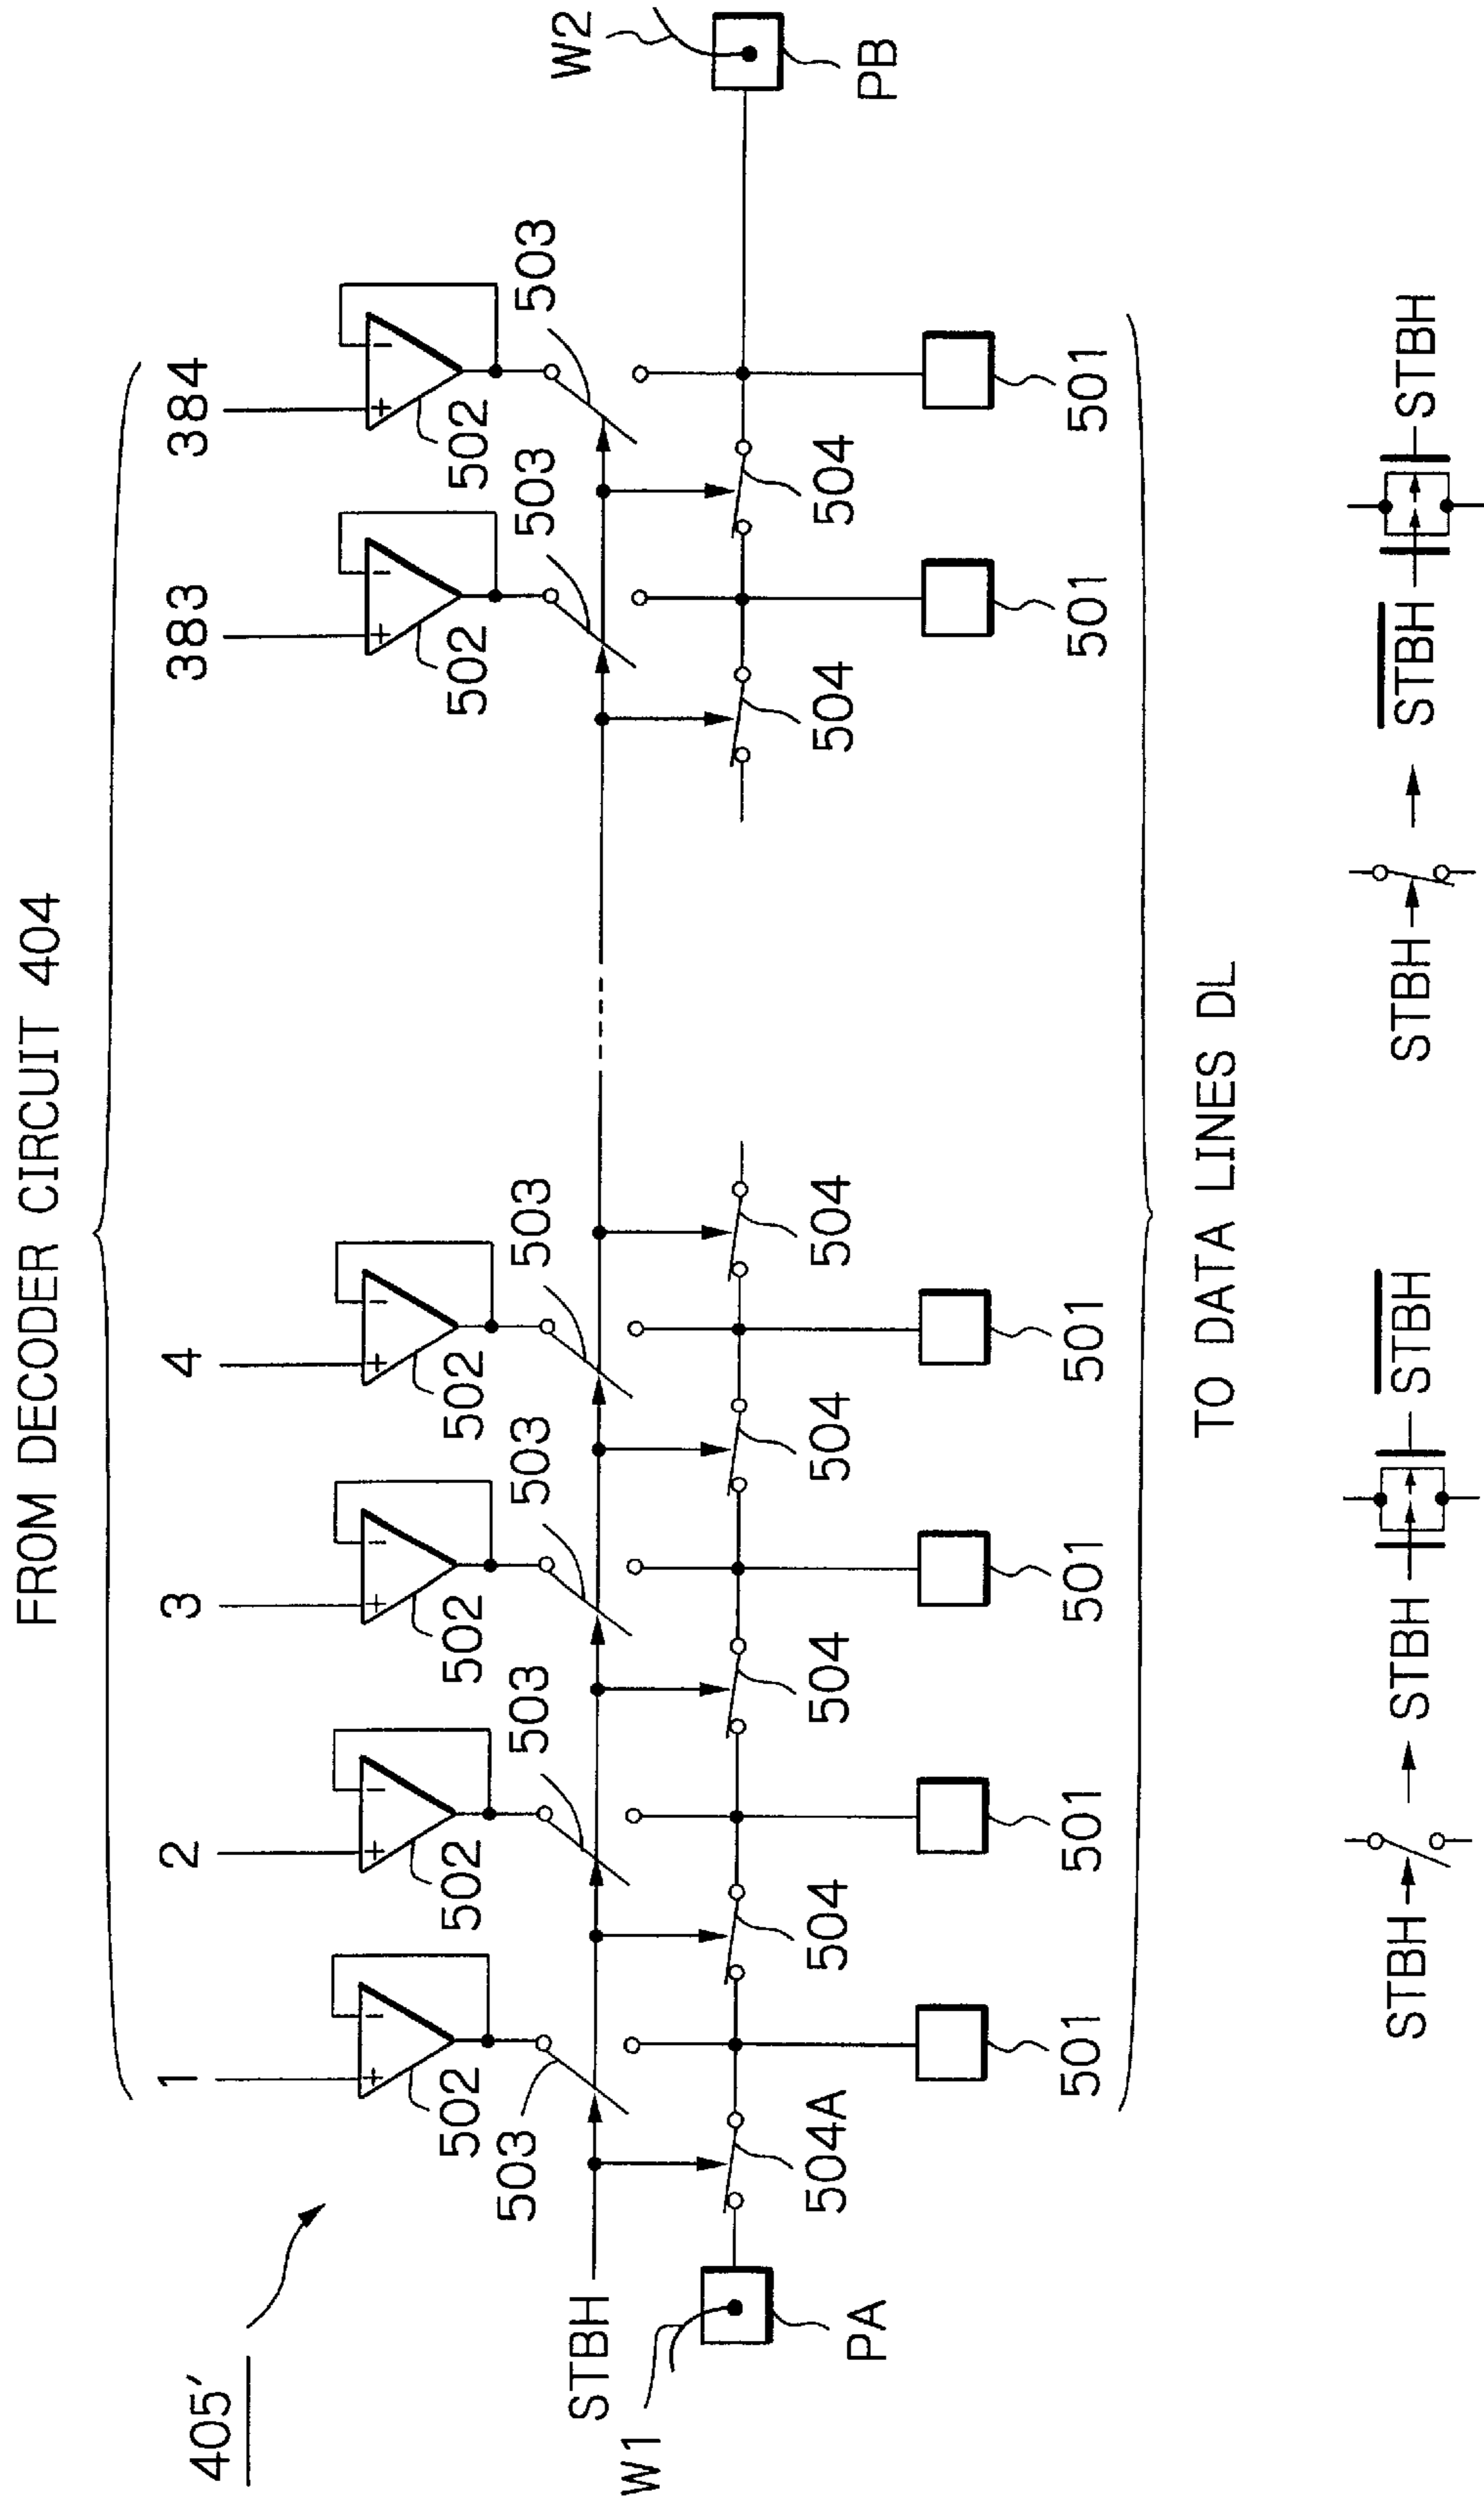 405′
FROM DECODER CIRCUIT 404
1 2 3 4 383 384
502 502 502 502 502 502
503 503 503 503 503 503
STBH
W1 W2
PA PB
504A 504 504 504 504 504 504
501 501 501 501 501 501
TO DATA LINES DL
STBH STBH STBH
STBH STBH STBH